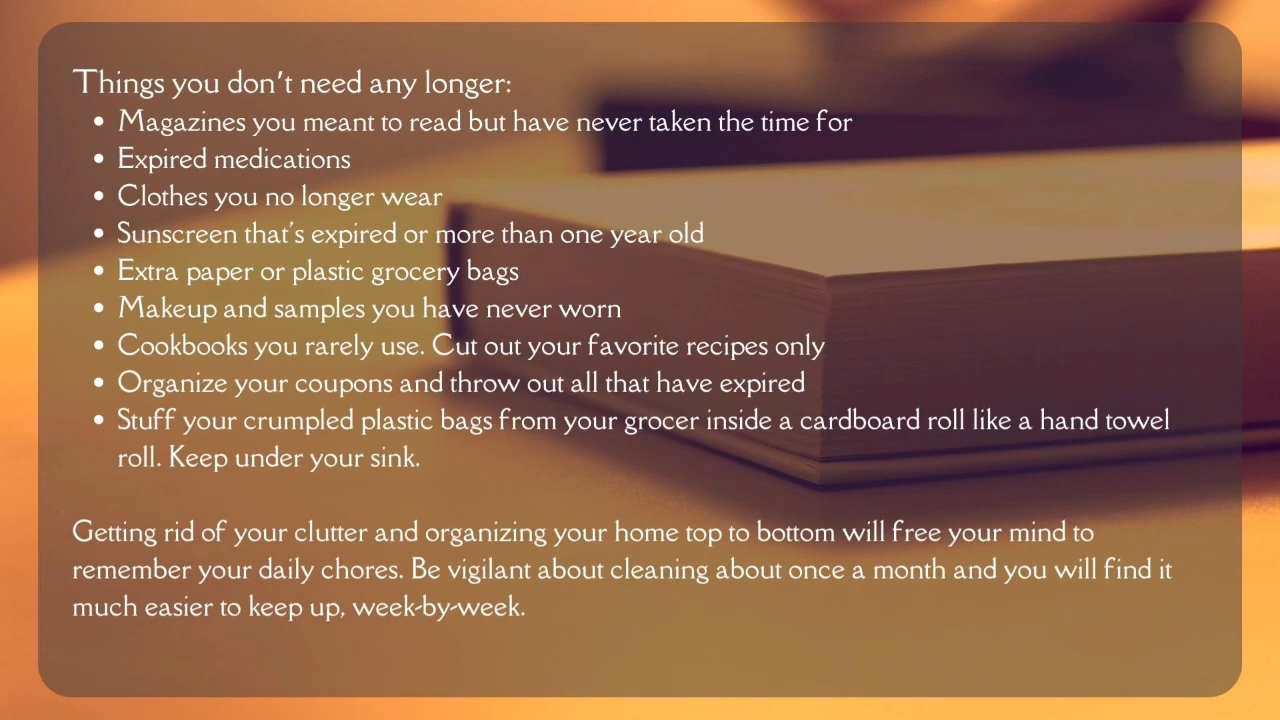 Things you don't need any longer:
• Magazines you meant to read but have never taken the time for
• Expired medications
• Clothes you no longer wear
• Sunscreen that's expired or more than one year old
• Extra paper or plastic grocery bags
• Makeup and samples you have never worn
• Cookbooks you rarely use. Cut out your favorite recipes only
• Organize your coupons and throw out all that have expired
• Stuff your crumpled plastic bags from your grocer inside a cardboard roll like a hand towel
roll. Keep under your sink.
Getting rid of your clutter and organizing your home top to bottom will free your mind to
remember your daily chores. Be vigilant about cleaning about once a month and you will find it
much easier to keep up, week-by-week.